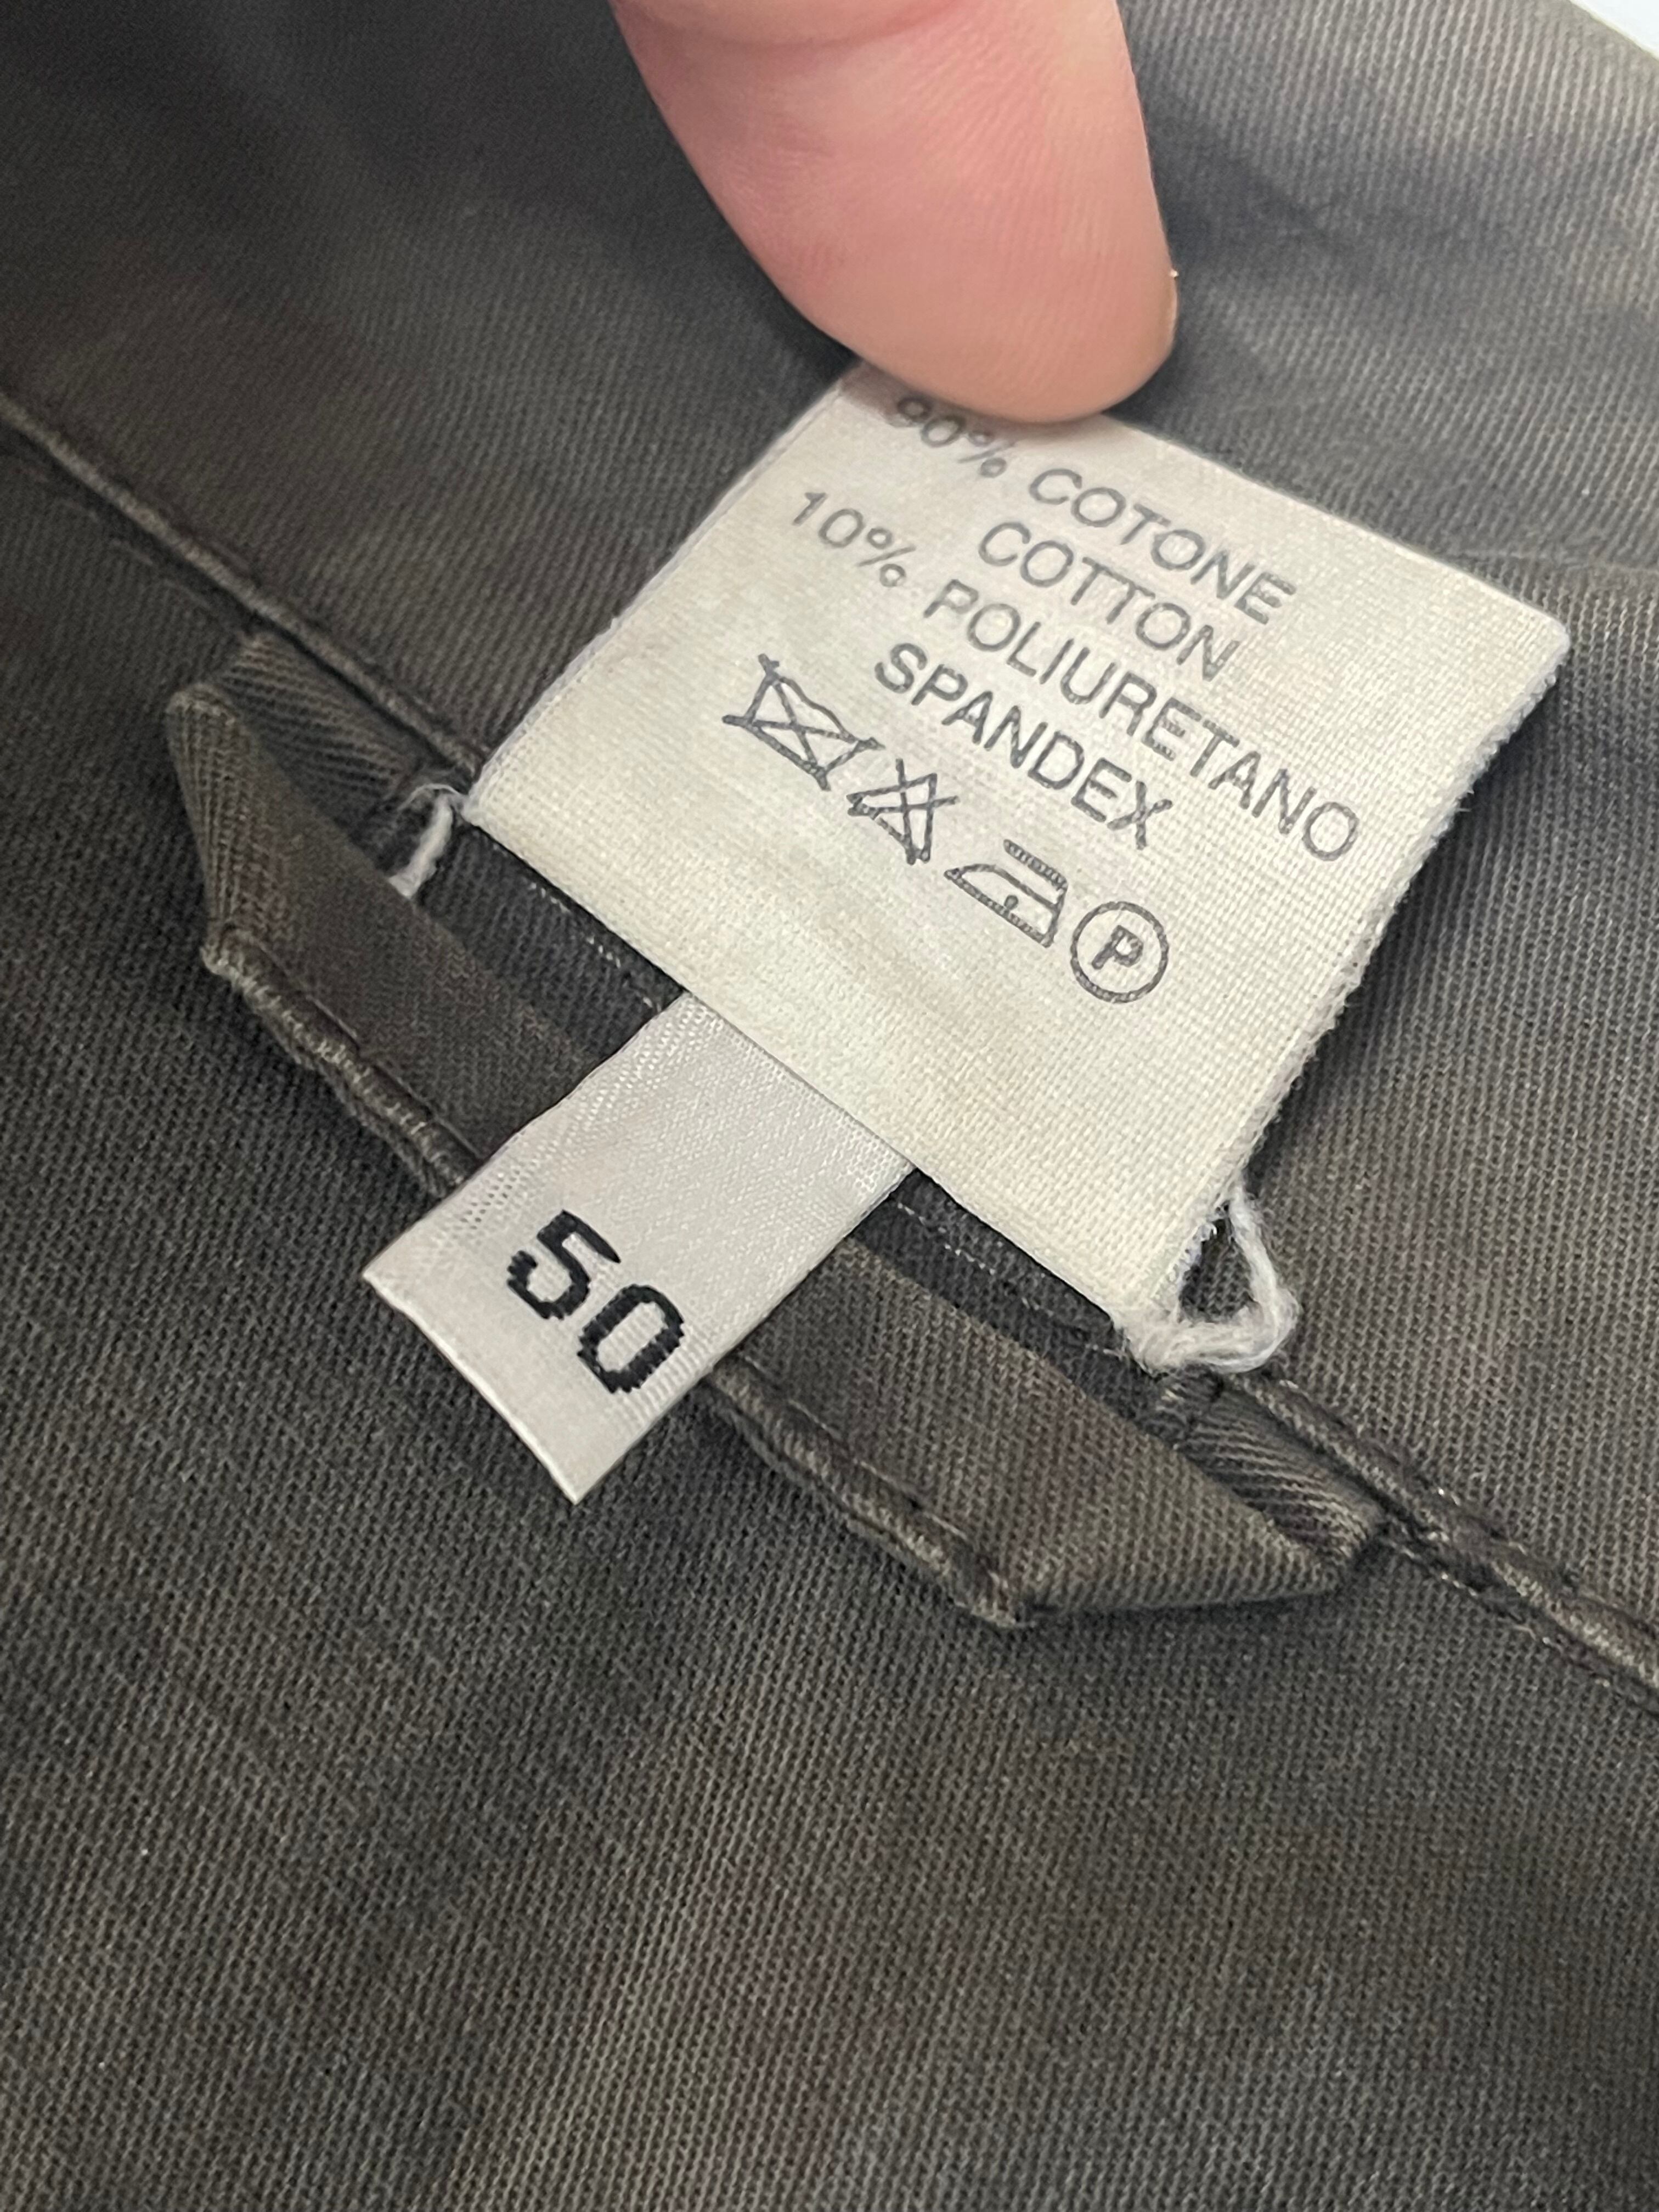 90% COTONE
COTTON
10% POLIURETANO
SPANDEX
P
50